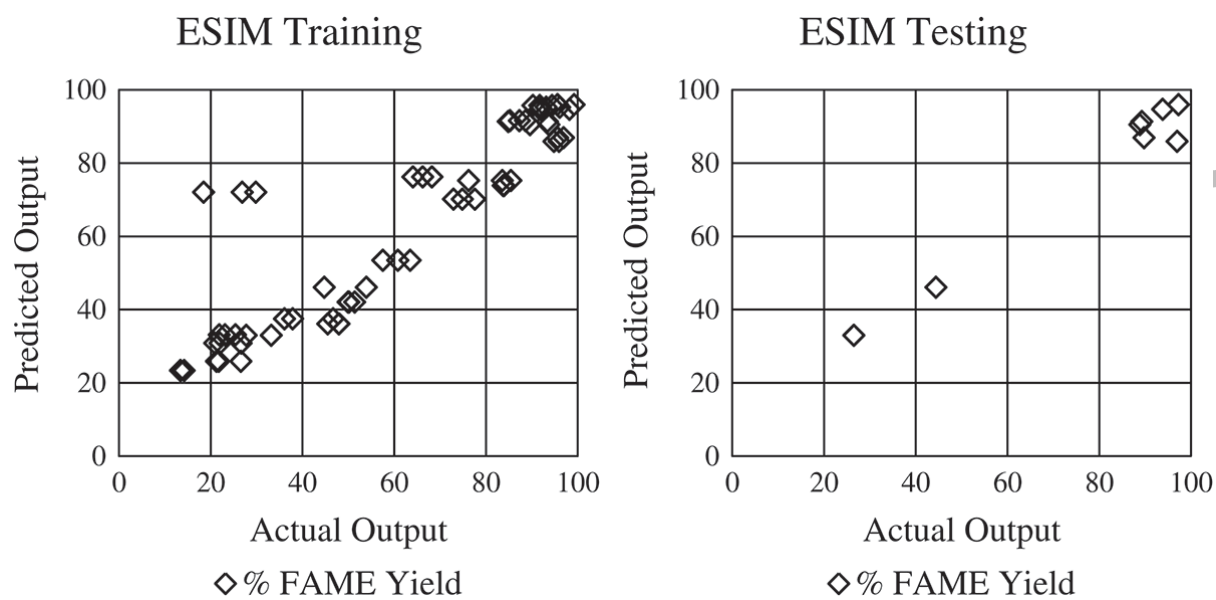 ESIM Training
100
80
60
40
20
0
0 20 40 60 80 100
Predicted Output
Actual Output
% FAME Yield
ESIM Testing
100
80
60
40
20
0
0 20 40 60 80 100
Predicted Output
Actual Output
% FAME Yield